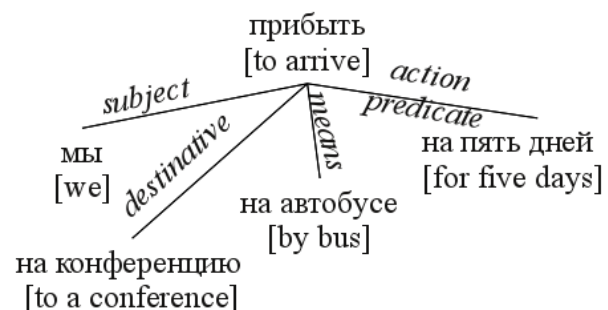 прибыть
[to arrive]
subject
destinative
means
action
predicate
мы
[we]
на автобусе
[by bus]
на пять дней
[for five days]
на конференцию
[to a conference]